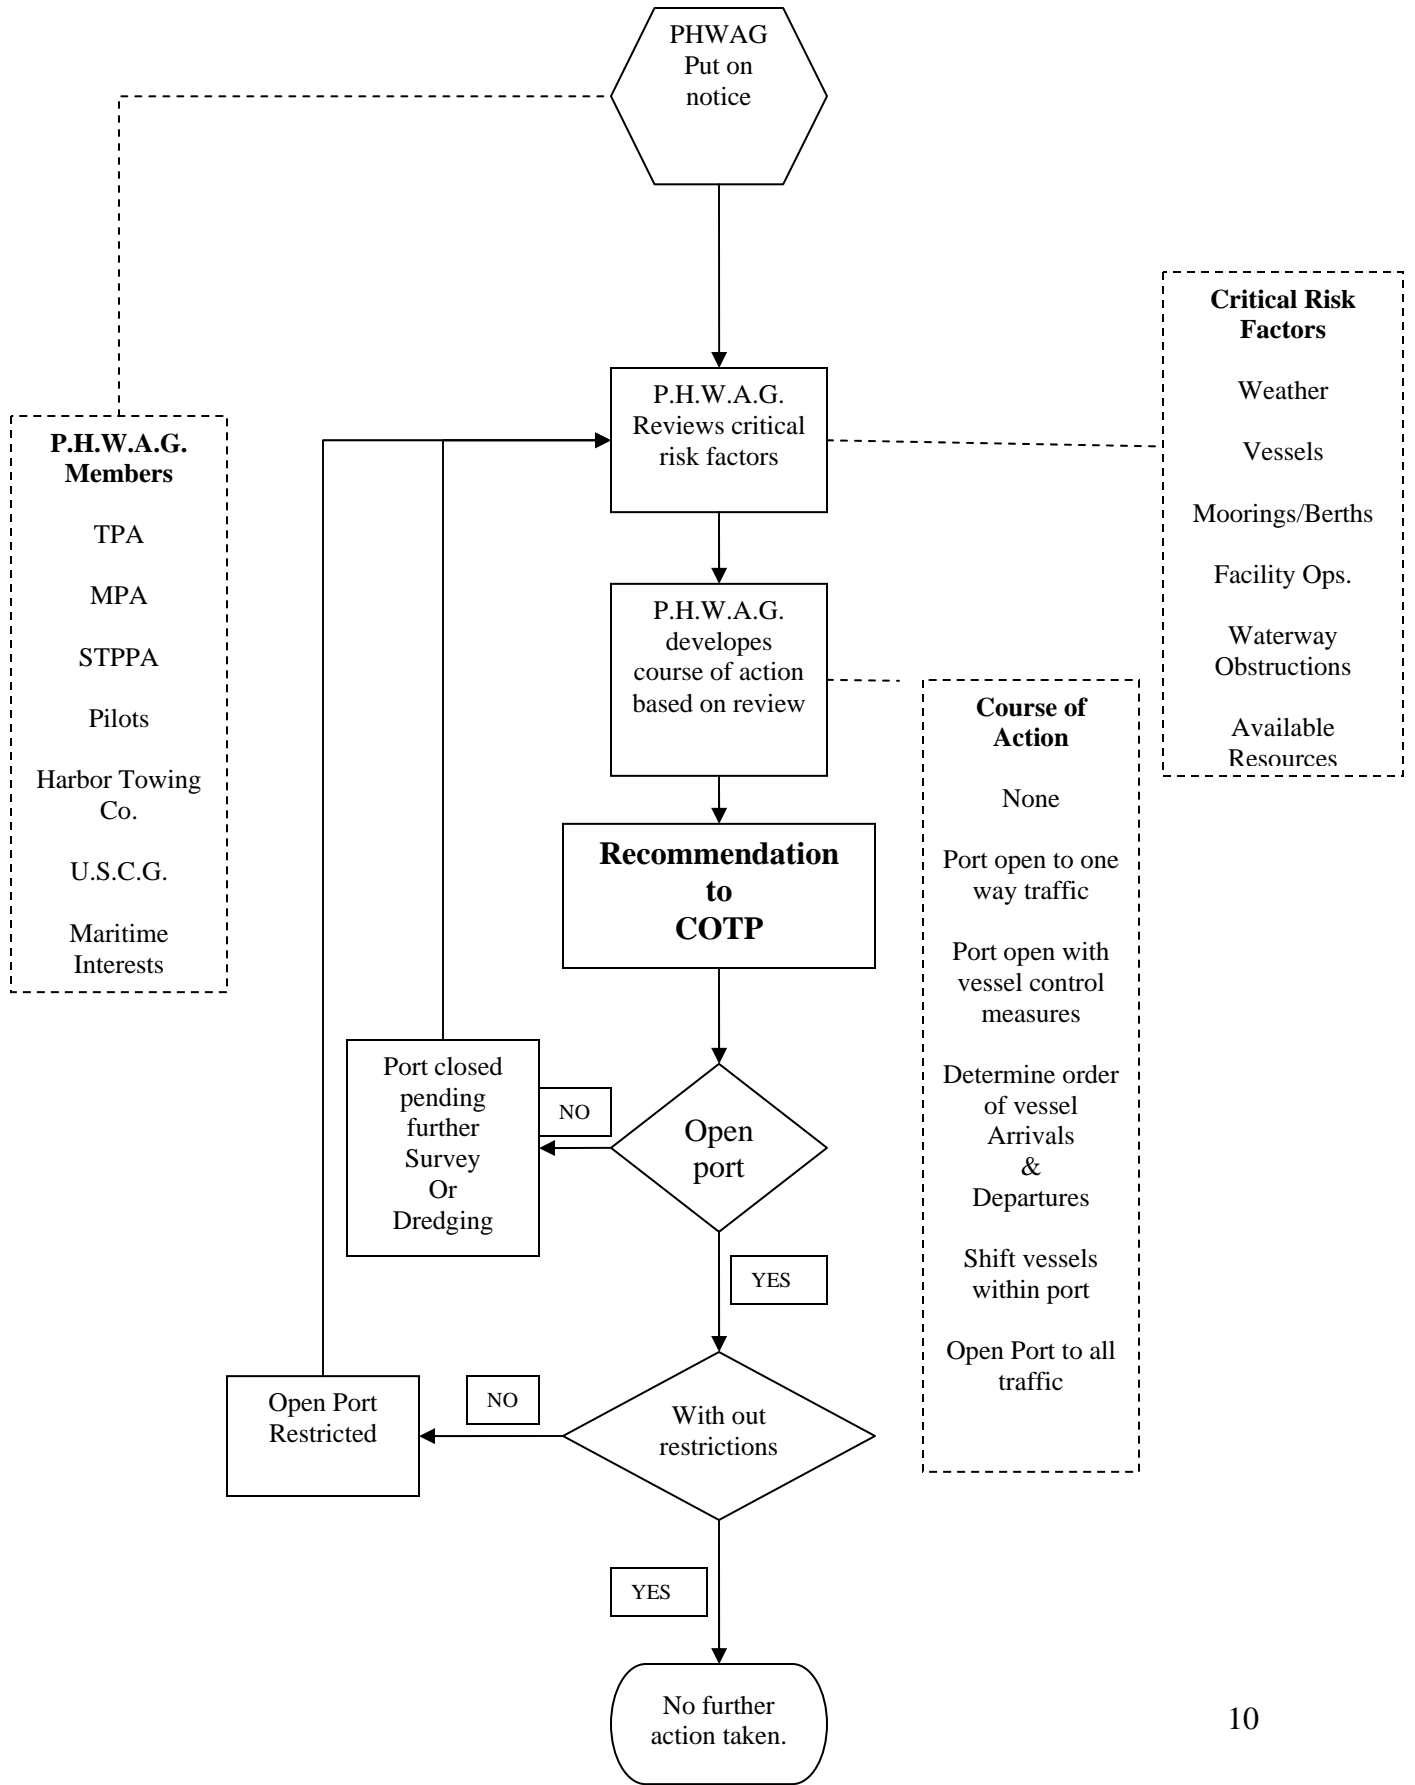 PHWAG
Put on
notice
Critical Risk
Factors
Weather
Vessels
Moorings/Berths
Facility Ops.
Waterway
Obstructions
Available
Resources
P.H.W.A.G.
Reviews critical
risk factors
P.H.W.A.G.
Members
TPA
MPA
STPPA
Pilots
Harbor Towing
Co.
U.S.C.G.
Maritime
Interests
P.H.W.A.G.
developes
course of action
based on review
Course of
Action
None
Port open to one
way traffic
Port open with
vessel control
measures
Determine order
of vessel
Arrivals
&
Departures
Shift vessels
within port
Open Port to all
traffic
Recommendation
to
COTP
Port closed
pending
further
Survey
Or
Dredging
NO
Open
port
YES
Open Port
Restricted
NO
With out
restrictions
YES
No further
action taken.
10